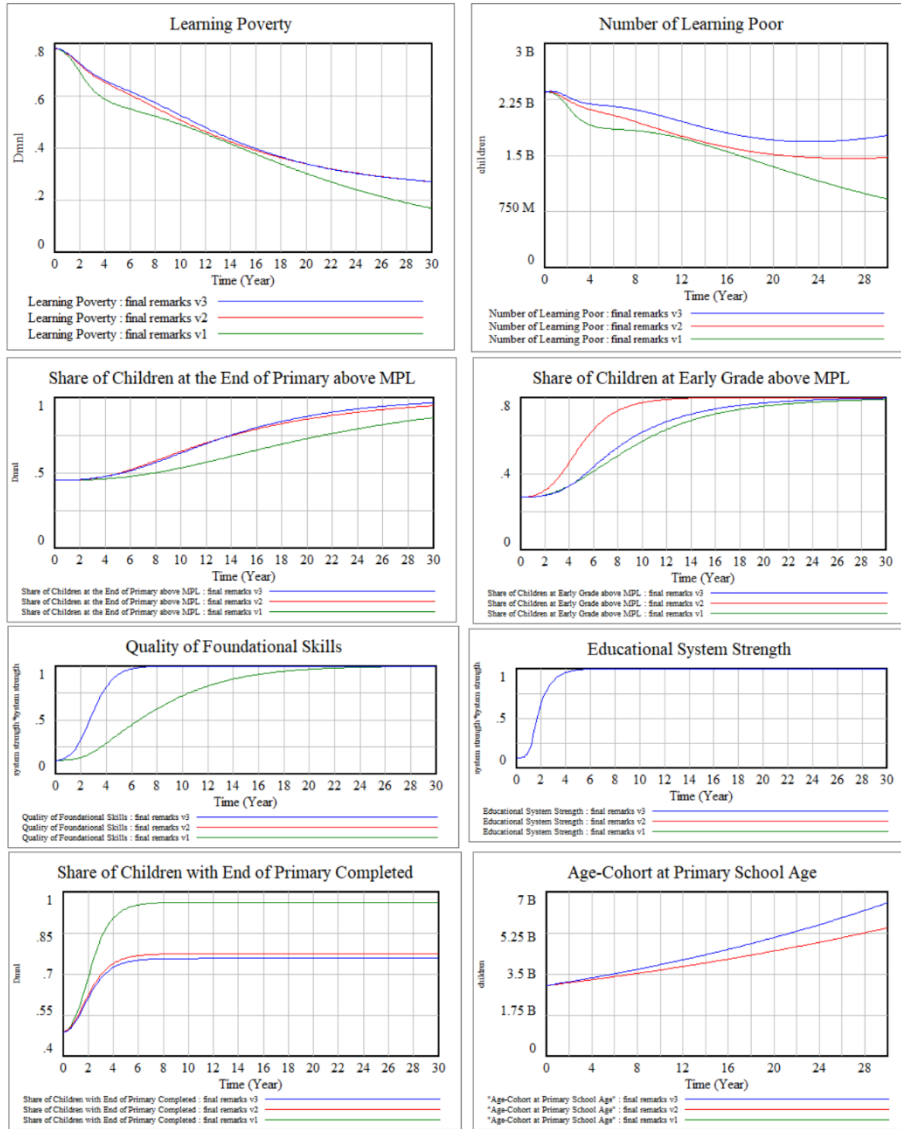 Learning Poverty
.8
.6
.4
.2
0
Dmnl
0 2 4 6 8 10 12 14 16 18 20 22 24 26 28 30
Time (Year)
Learning Poverty : final remarks v3
Learning Poverty : final remarks v2
Learning Poverty : final remarks v1
Number of Learning Poor
3 B
2.25 B
1.5 B
750 M
0
children
0 4 8 12 16 20 24 28
Time (Year)
Number of Learning Poor : final remarks v3
Number of Learning Poor : final remarks v2
Number of Learning Poor : final remarks v1
Share of Children at the End of Primary above MPL
1
.5
0
Dmnl
0 2 4 6 8 10 12 14 16 18 20 22 24 26 28 30
Time (Year)
Share of Children at the End of Primary above MPL : final remarks v3
Share of Children at the End of Primary above MPL : final remarks v2
Share of Children at the End of Primary above MPL : final remarks v1
Share of Children at Early Grade above MPL
.8
.4
0
Dmnl
0 2 4 6 8 10 12 14 16 18 20 22 24 26 28 30
Time (Year)
Share of Children at Early Grade above MPL : final remarks v3
Share of Children at Early Grade above MPL : final remarks v2
Share of Children at Early Grade above MPL : final remarks v1
Quality of Foundational Skills
1
.5
0
system strength*system strength
0 2 4 6 8 10 12 14 16 18 20 22 24 26 28 30
Time (Year)
Quality of Foundational Skills : final remarks v3
Quality of Foundational Skills : final remarks v2
Quality of Foundational Skills : final remarks v1
Educational System Strength
1
.5
0
system strength*system strength
0 2 4 6 8 10 12 14 16 18 20 22 24 26 28 30
Time (Year)
Educational System Strength : final remarks v3
Educational System Strength : final remarks v2
Educational System Strength : final remarks v1
Share of Children with End of Primary Completed
1
.85
.7
.55
.4
Dmnl
0 2 4 6 8 10 12 14 16 18 20 22 24 26 28 30
Time (Year)
Share of Children with End of Primary Completed : final remarks v3
Share of Children with End of Primary Completed : final remarks v2
Share of Children with End of Primary Completed : final remarks v1
Age-Cohort at Primary School Age
7 B
5.25 B
3.5 B
1.75 B
0
children
0 4 8 12 16 20 24 28
Time (Year)
"Age-Cohort at Primary School Age" : final remarks v3
"Age-Cohort at Primary School Age" : final remarks v2
"Age-Cohort at Primary School Age" : final remarks v1